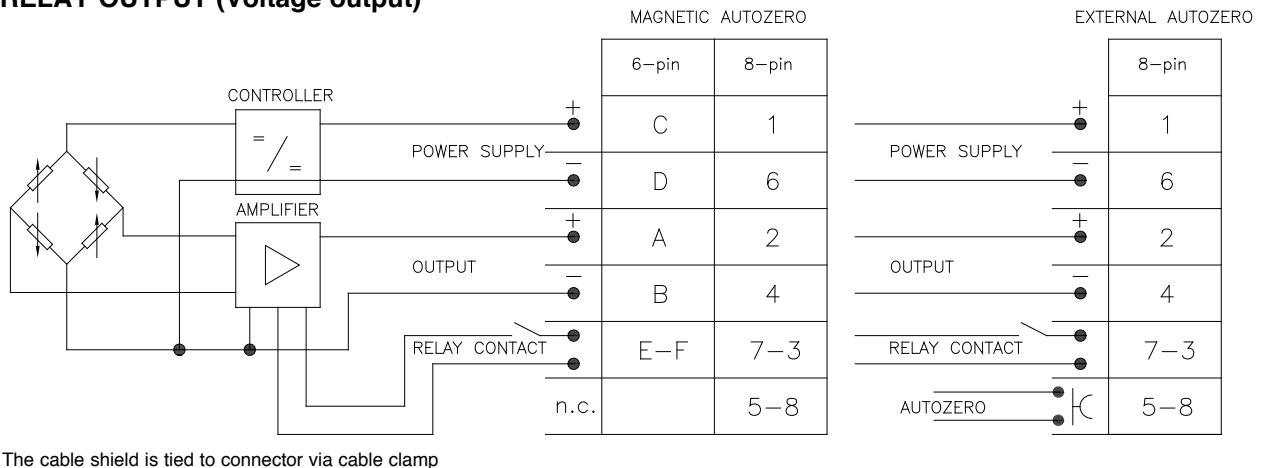 RELAY OUTPUT (Voltage output)
MAGNETIC AUTOZERO
EXTERNAL AUTOZERO
6-pin 8-pin
8-pin
CONTROLLER
= / =
+ C 1
+ 1
POWER SUPPLY
POWER SUPPLY
- D 6
- 6
AMPLIFIER
+ A 2
+ 2
OUTPUT
OUTPUT
- B 4
- 4
RELAY CONTACT E-F 7-3
RELAY CONTACT 7-3
n.c. 5-8
AUTOZERO 5-8
The cable shield is tied to connector via cable clamp